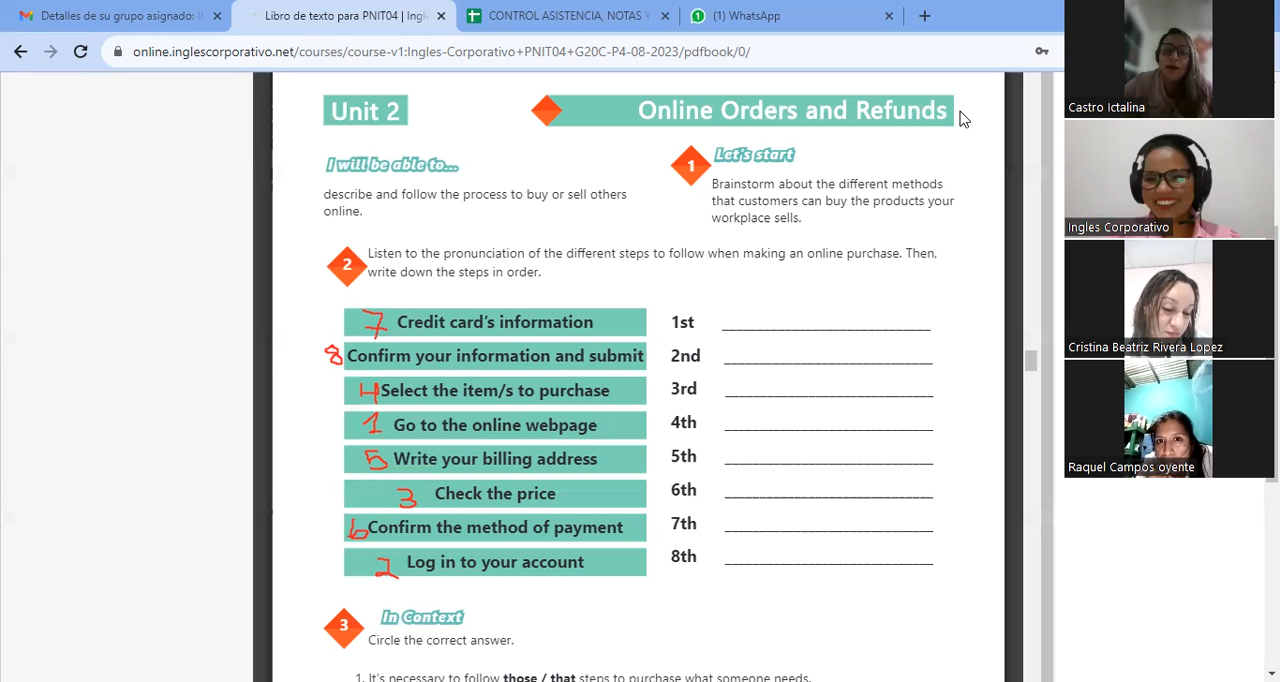 Detalles de su grupo asignado: I
Libro de texto para PNIT04 | Ingle
CONTROL ASISTENCIA, NOTAS Y
(1) WhatsApp
online.inglescorporativo.net/courses/course-v1:Ingles-Corporativo+PNIT04+G20C-P4-08-2023/pdfbook/0/
Unit 2
Online Orders and Refunds
I will be able to...
describe and follow the process to buy or sell others
online.
1
Let's start
Brainstorm about the different methods
that customers can buy the products your
workplace sells.
2
Listen to the pronunciation of the different steps to follow when making an online purchase. Then,
write down the steps in order.
7 Credit card's information
8 Confirm your information and submit
4 Select the item/s to purchase
1 Go to the online webpage
5 Write your billing address
3 Check the price
6 Confirm the method of payment
2 Log in to your account
1st ____________________________
2nd ____________________________
3rd ____________________________
4th ____________________________
5th ____________________________
6th ____________________________
7th ____________________________
8th ____________________________
3
In Context
Circle the correct answer.
1. It's necessary to follow those / that steps to purchase what someone needs.
Castro Ictalina
Ingles Corporativo
Cristina Beatriz Rivera Lopez
Raquel Campos oyente